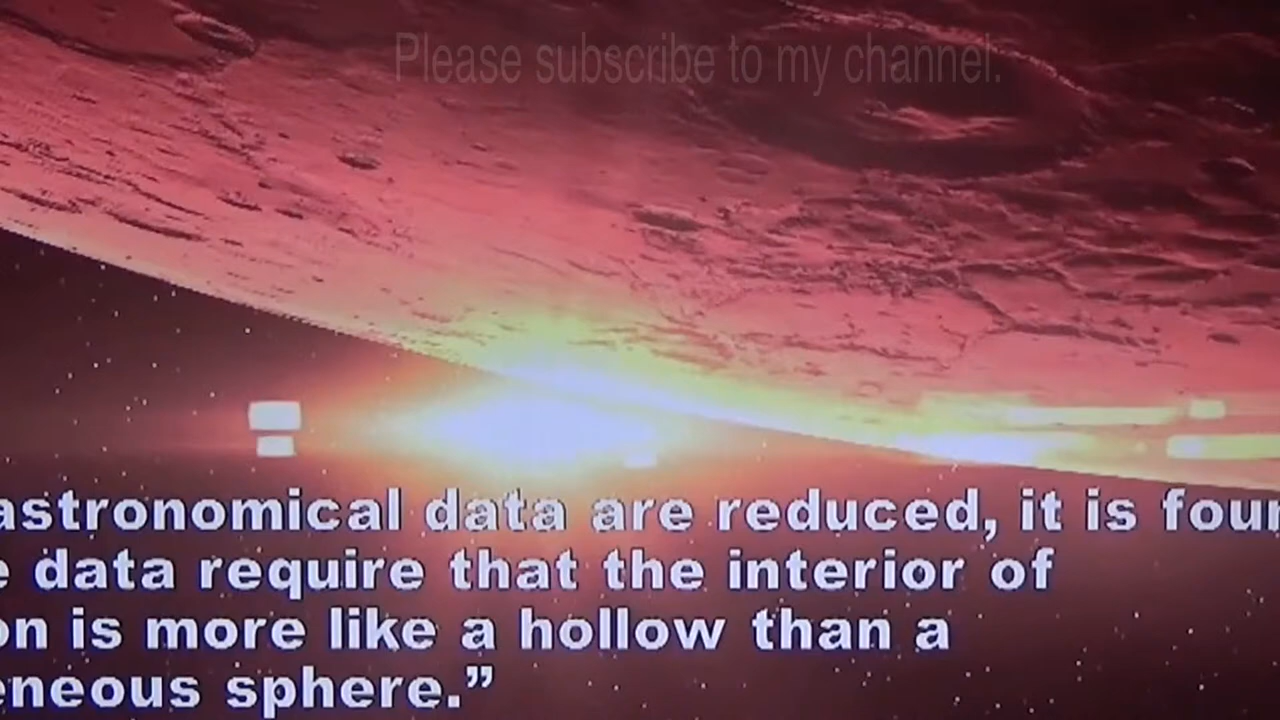 Please subscribe to my channel.
astronomical data are reduced, it is foun
e data require that the interior of
on is more like a hollow than a
eneous sphere.”